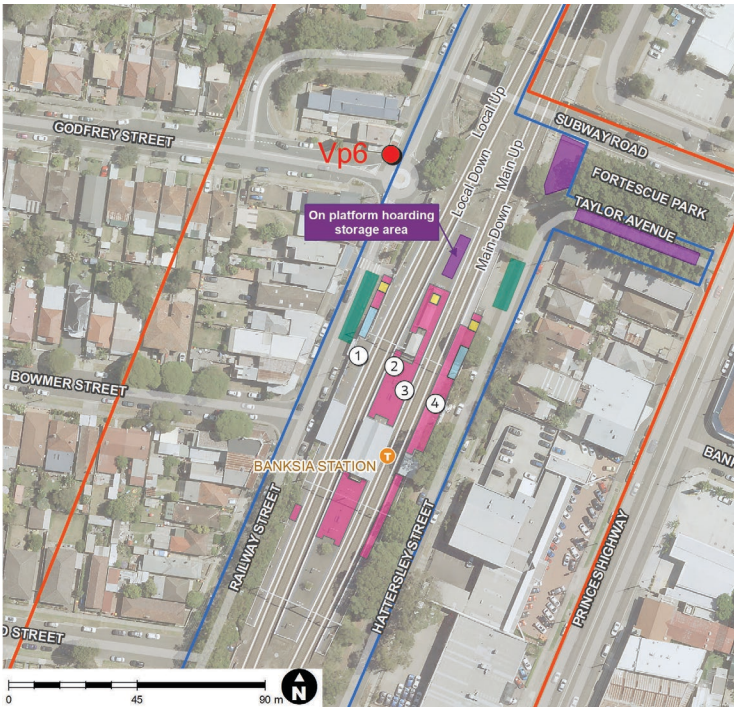 Local Up
SUBWAY ROAD
GODFREY STREET
Vp6
Local Down
Main Up
FORTESCUE PARK
TAYLOR AVENUE
On platform hoarding
storage area
Main Down
1
2
3
4
BOWMER STREET
BANKSIA STATION
T
BANK
RAILWAY STREET
HATTERSLEY STREET
PRINCES HIGHWAY
D STREET
0 45 90 m
N